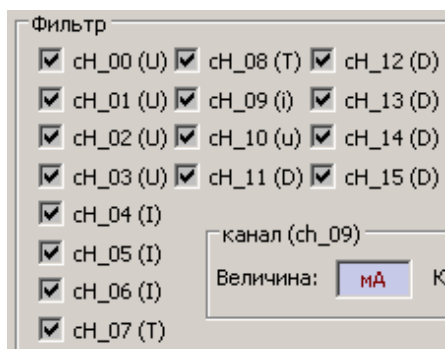 Фильтр
cH_00 (U) cH_08 (T) cH_12 (D)
cH_01 (U) cH_09 (i) cH_13 (D)
cH_02 (U) cH_10 (u) cH_14 (D)
cH_03 (U) cH_11 (D) cH_15 (D)
cH_04 (I)
cH_05 (I)
cH_06 (I)
cH_07 (T)
канал (ch_09)
Величина: мА